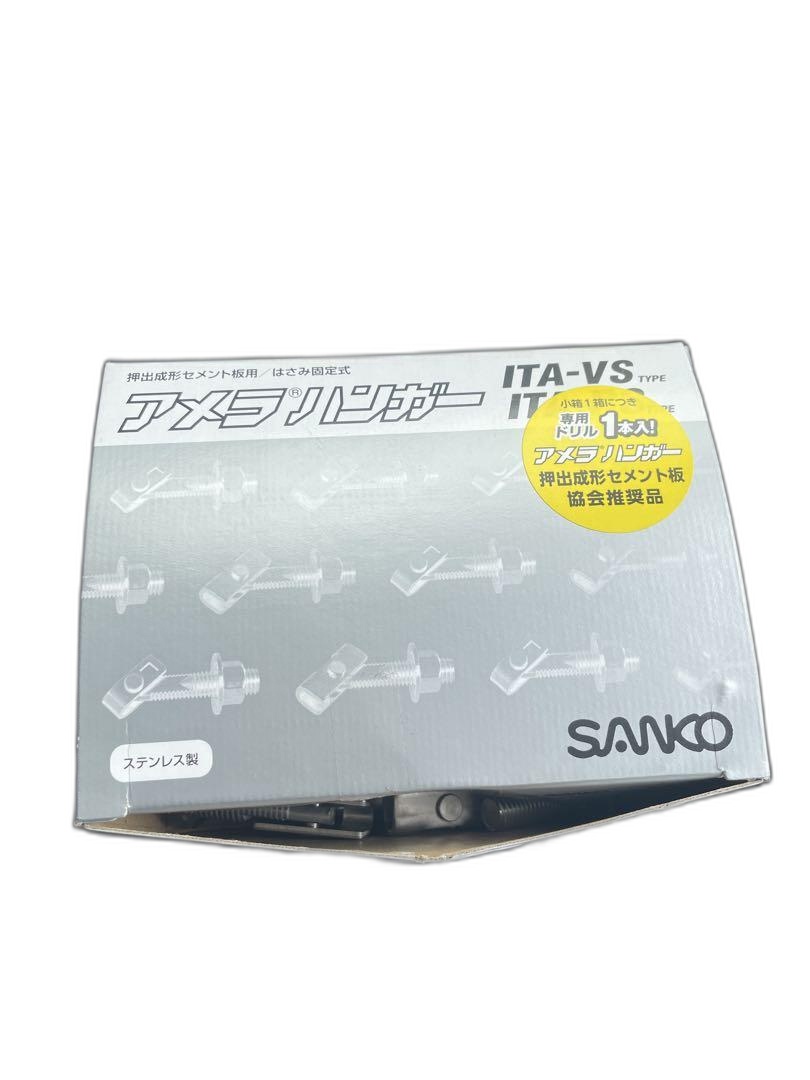 押出成形セメント板用/はさみ固定式
アメラ®ハンガー
ITA-VS TYPE
IT
小箱1箱につき
専用ドリル1本入!
アメラハンガー
押出成形セメント板
協会推奨品
ステンレス製
SANKO